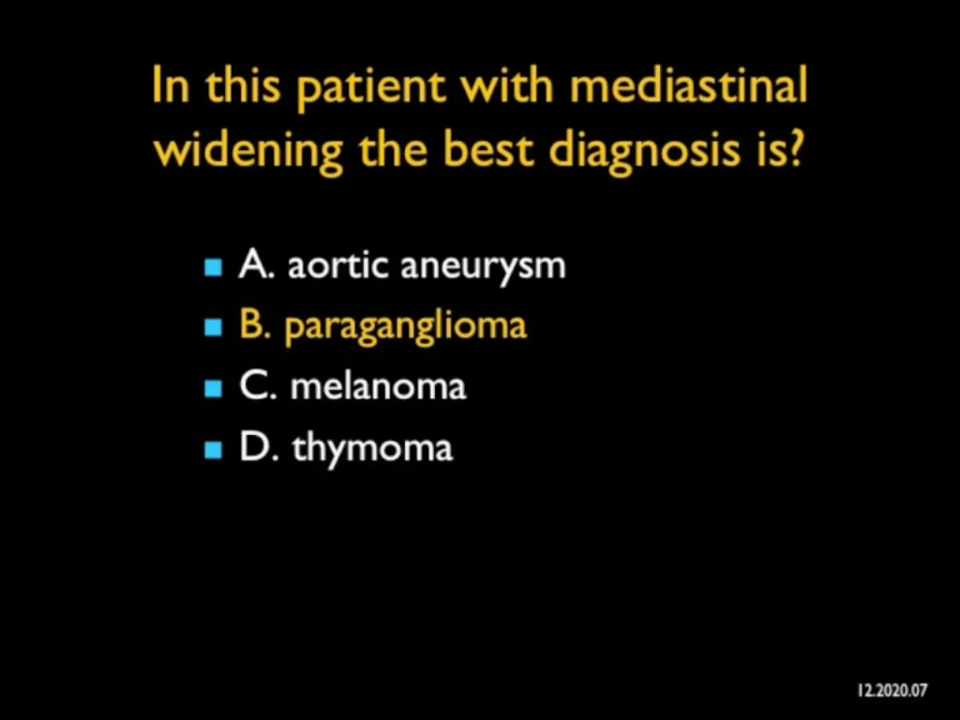 In this patient with mediastinal
widening the best diagnosis is?
A. aortic aneurysm
B. paraganglioma
C. melanoma
D. thymoma
12.2020.07